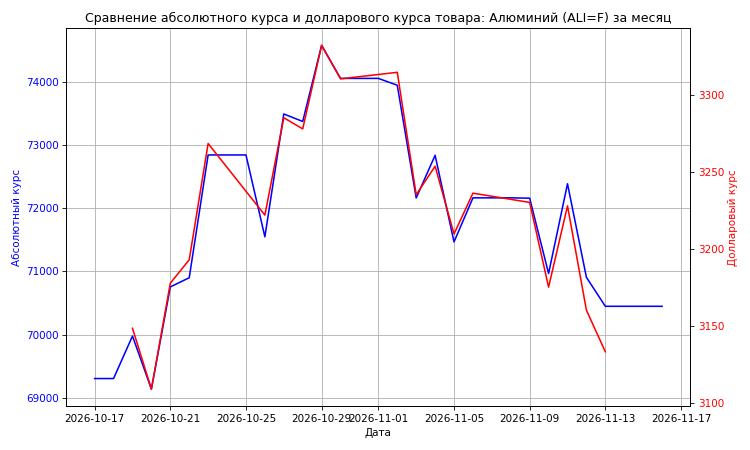 Сравнение абсолютного курса и долларового курса товара: Алюминий (ALI=F) за месяц
74000
73000
72000
71000
70000
69000
Абсолютный курс
3300
3250
3200
3150
3100
Долларовый курс
2026-10-17 2026-10-21 2026-10-25 2026-10-29 2026-11-01 2026-11-05 2026-11-09 2026-11-13 2026-11-17
Дата